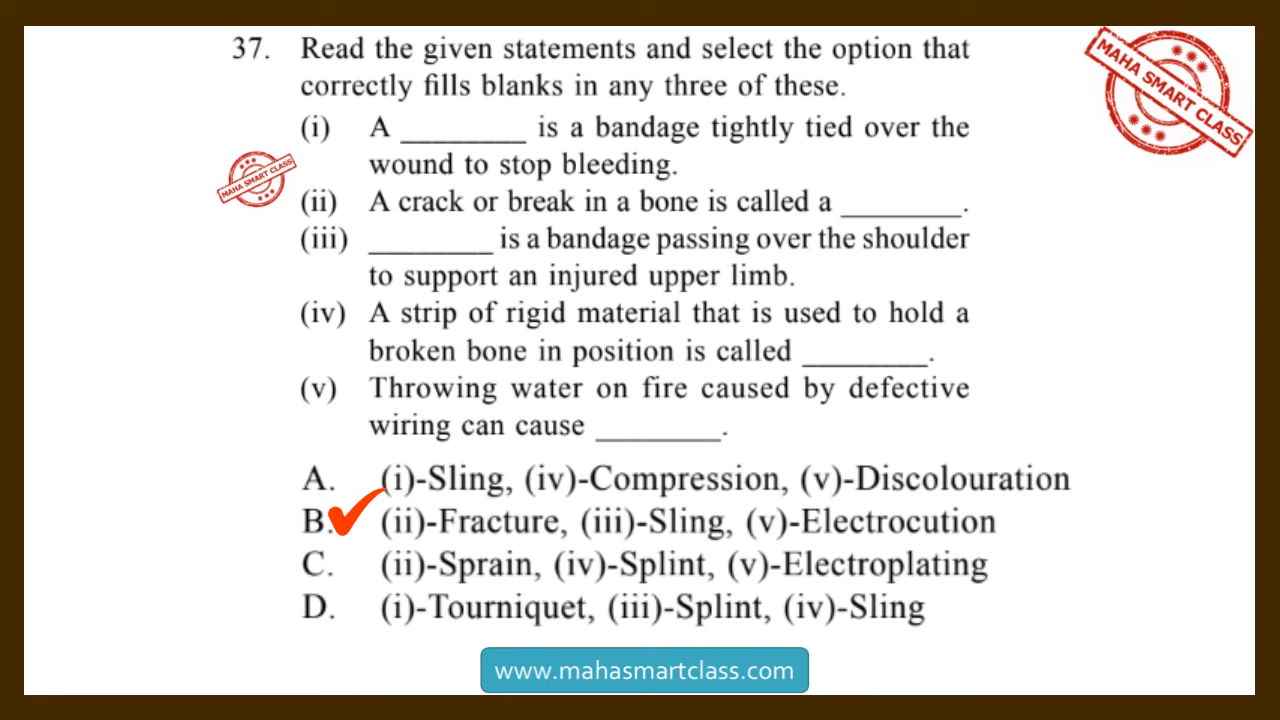 37. Read the given statements and select the option that
correctly fills blanks in any three of these.
(i) A ________ is a bandage tightly tied over the
wound to stop bleeding.
(ii) A crack or break in a bone is called a ________.
(iii) ________ is a bandage passing over the shoulder
to support an injured upper limb.
(iv) A strip of rigid material that is used to hold a
broken bone in position is called ________.
(v) Throwing water on fire caused by defective
wiring can cause ________.
A. (i)-Sling, (iv)-Compression, (v)-Discolouration
B. (ii)-Fracture, (iii)-Sling, (v)-Electrocution
C. (ii)-Sprain, (iv)-Splint, (v)-Electroplating
D. (i)-Tourniquet, (iii)-Splint, (iv)-Sling
MAHA SMART CLASS
MAHA SMART CLASS
www.mahasmartclass.com